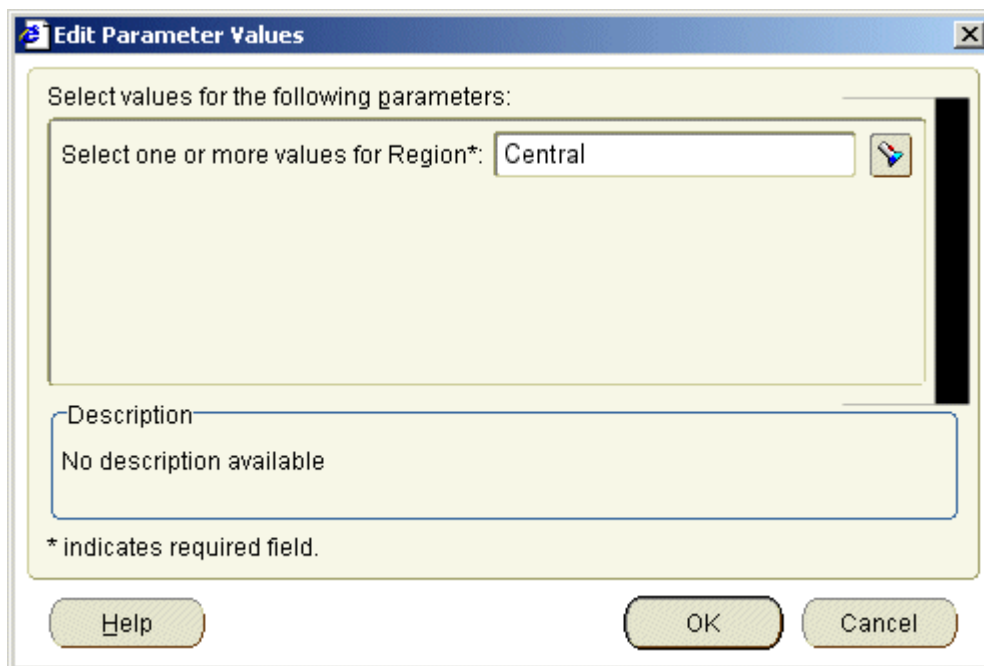 Edit Parameter Values
Select values for the following parameters:
Select one or more values for Region*: Central
Description
No description available
* indicates required field.
Help OK Cancel